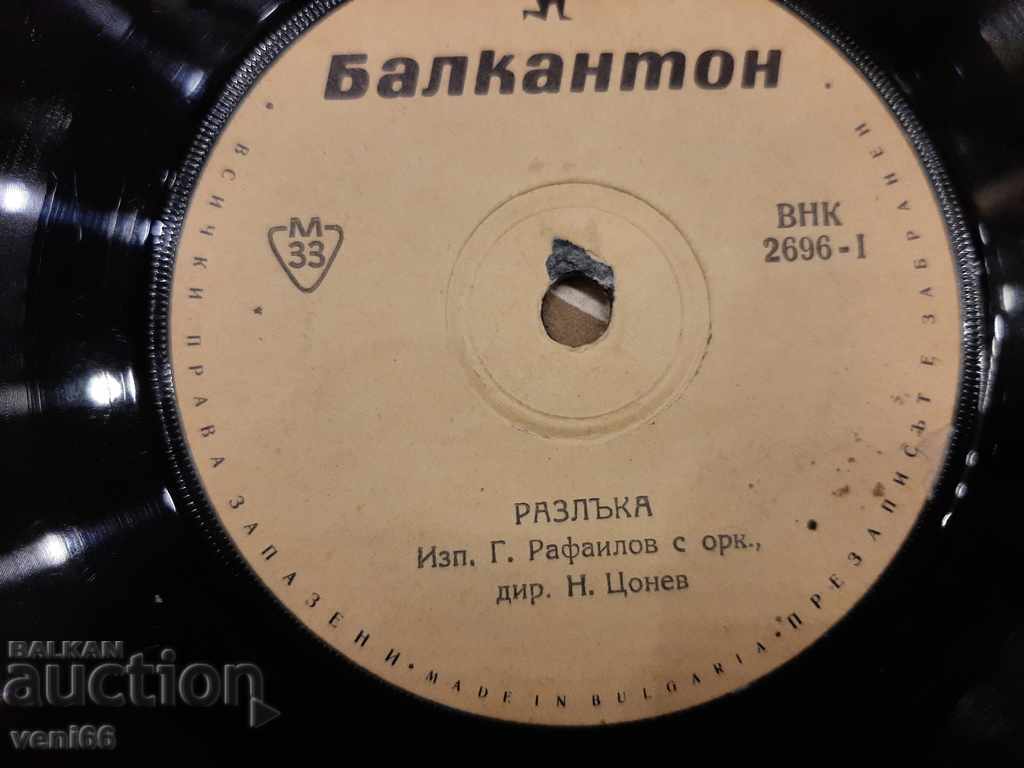 Балкантон
М
33
ВНК
2696-I
РАЗЛЪКА
Изп. Г. Рафаилов с орк.,
дир. Н. Цонев
ВСИЧКИ ПРАВА ЗАПАЗЕНИ • MADE IN BULGARIA • ПРЕЗАПИСЪТ Е ЗАБРАНЕН
BALKAN
auction
veni66